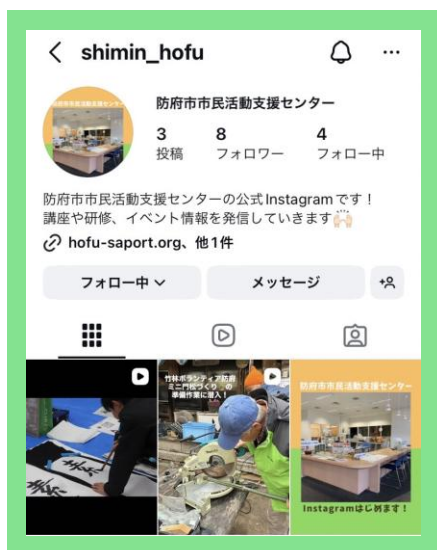 shimin_hofu
防府市市民活動支援センター
防府市市民活動支援センター
3 8 4
投稿 フォロワー フォロー中
防府市市民活動支援センターの公式Instagramです！
講座や研修、イベント情報を発信していきます🙌🏻
hofu-saport.org、他1件
フォロー中 メッセージ
竹林ボランティア防府
ミニ門松づくり の
準備作業に潜入！
防府市市民活動支援センター
Instagramはじめます！